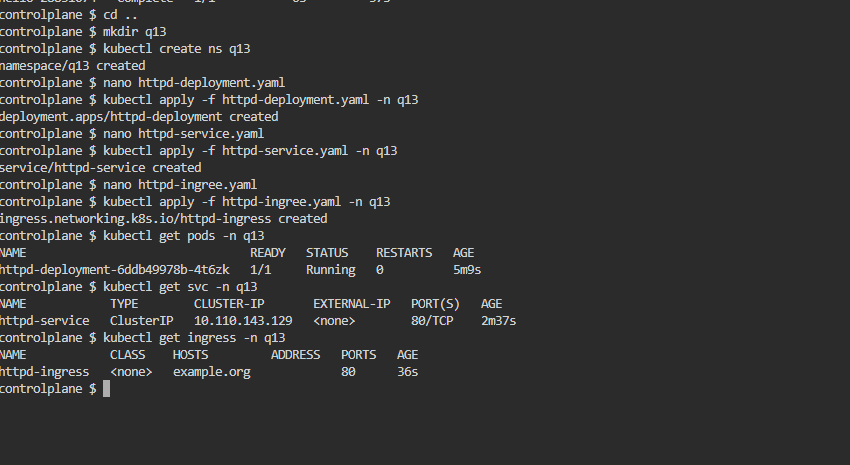 controlplane $ cd ..
controlplane $ mkdir q13
controlplane $ kubectl create ns q13
namespace/q13 created
controlplane $ nano httpd-deployment.yaml
controlplane $ kubectl apply -f httpd-deployment.yaml -n q13
deployment.apps/httpd-deployment created
controlplane $ nano httpd-service.yaml
controlplane $ kubectl apply -f httpd-service.yaml -n q13
service/httpd-service created
controlplane $ nano httpd-ingree.yaml
controlplane $ kubectl apply -f httpd-ingree.yaml -n q13
ingress.networking.k8s.io/httpd-ingress created
controlplane $ kubectl get pods -n q13
NAME READY STATUS RESTARTS AGE
httpd-deployment-6ddb49978b-4t6zk 1/1 Running 0 5m9s
controlplane $ kubectl get svc -n q13
NAME TYPE CLUSTER-IP EXTERNAL-IP PORT(S) AGE
httpd-service ClusterIP 10.110.143.129 <none> 80/TCP 2m37s
controlplane $ kubectl get ingress -n q13
NAME CLASS HOSTS ADDRESS PORTS AGE
httpd-ingress <none> example.org 80 36s
controlplane $